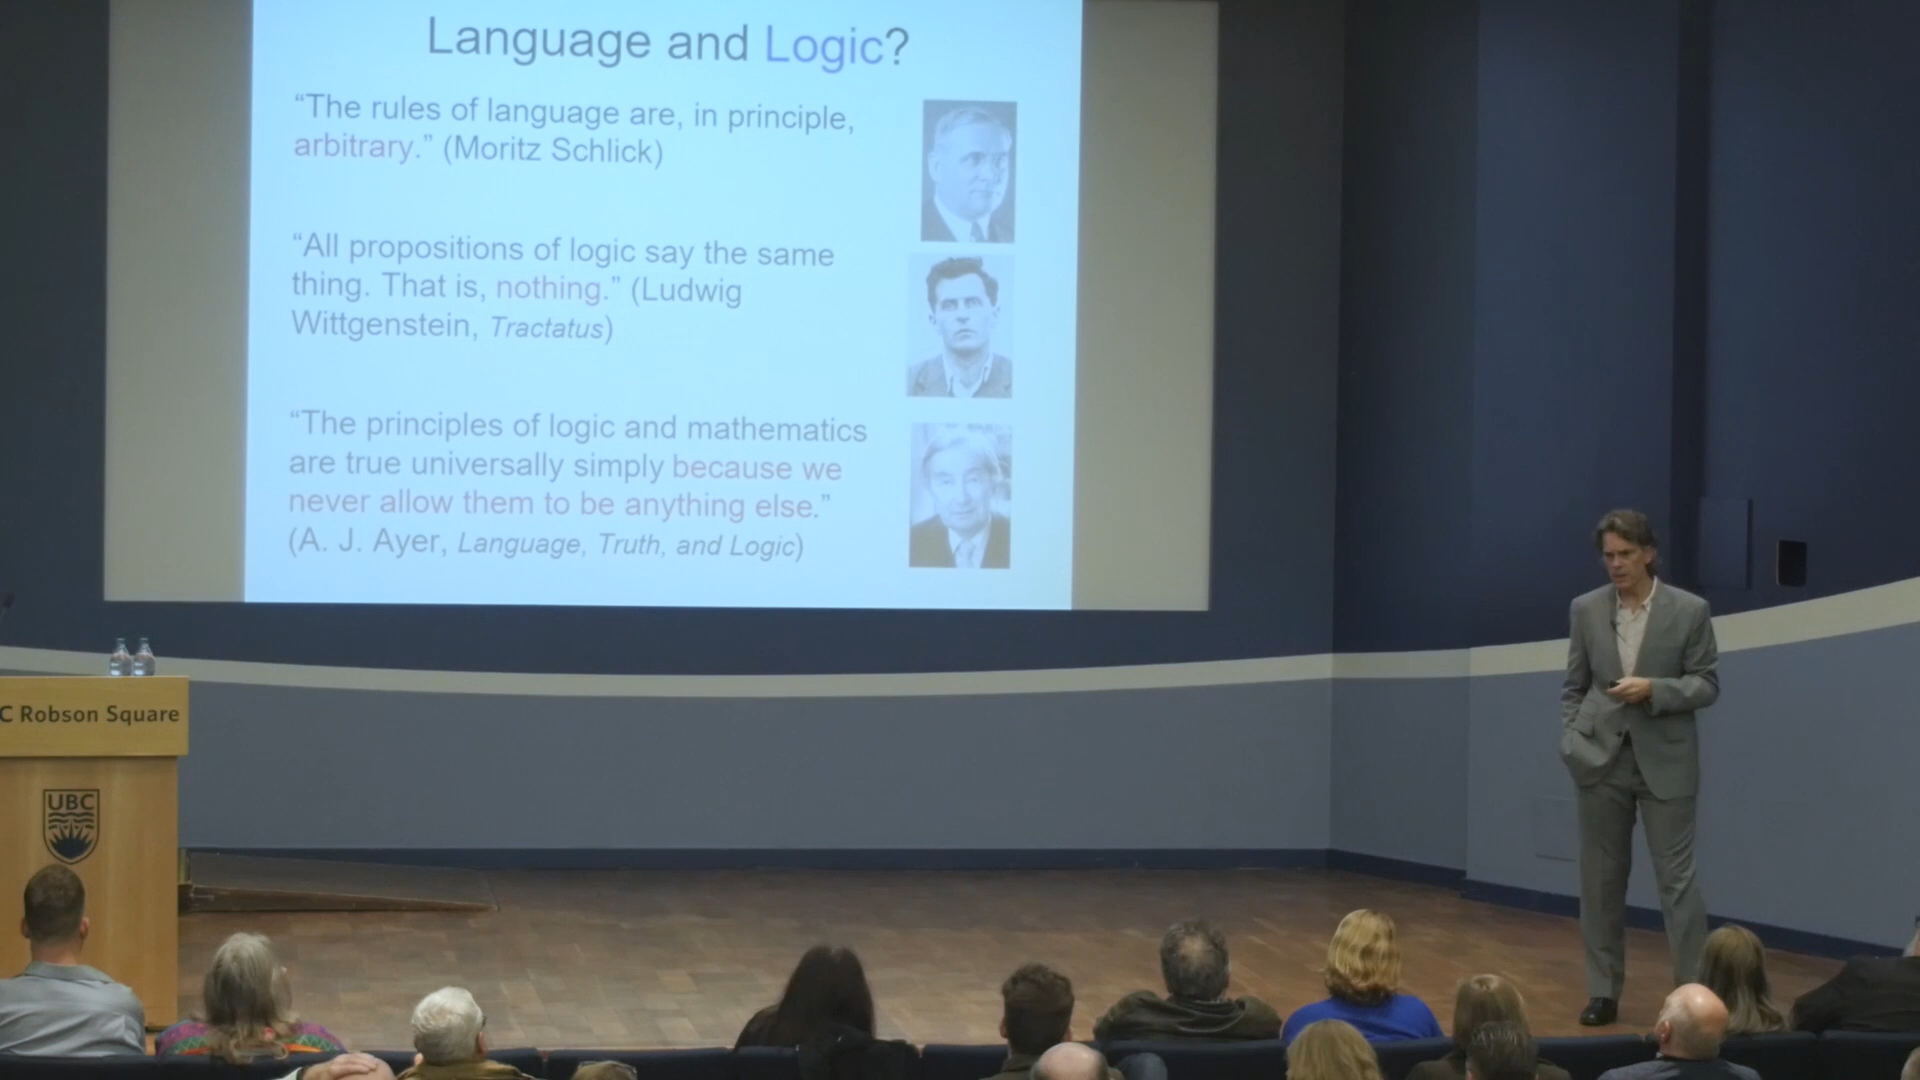 Language and Logic?
“The rules of language are, in principle,
arbitrary.” (Moritz Schlick)
“All propositions of logic say the same
thing. That is, nothing.” (Ludwig
Wittgenstein, Tractatus)
“The principles of logic and mathematics
are true universally simply because we
never allow them to be anything else.”
(A. J. Ayer, Language, Truth, and Logic)
C Robson Square
UBC